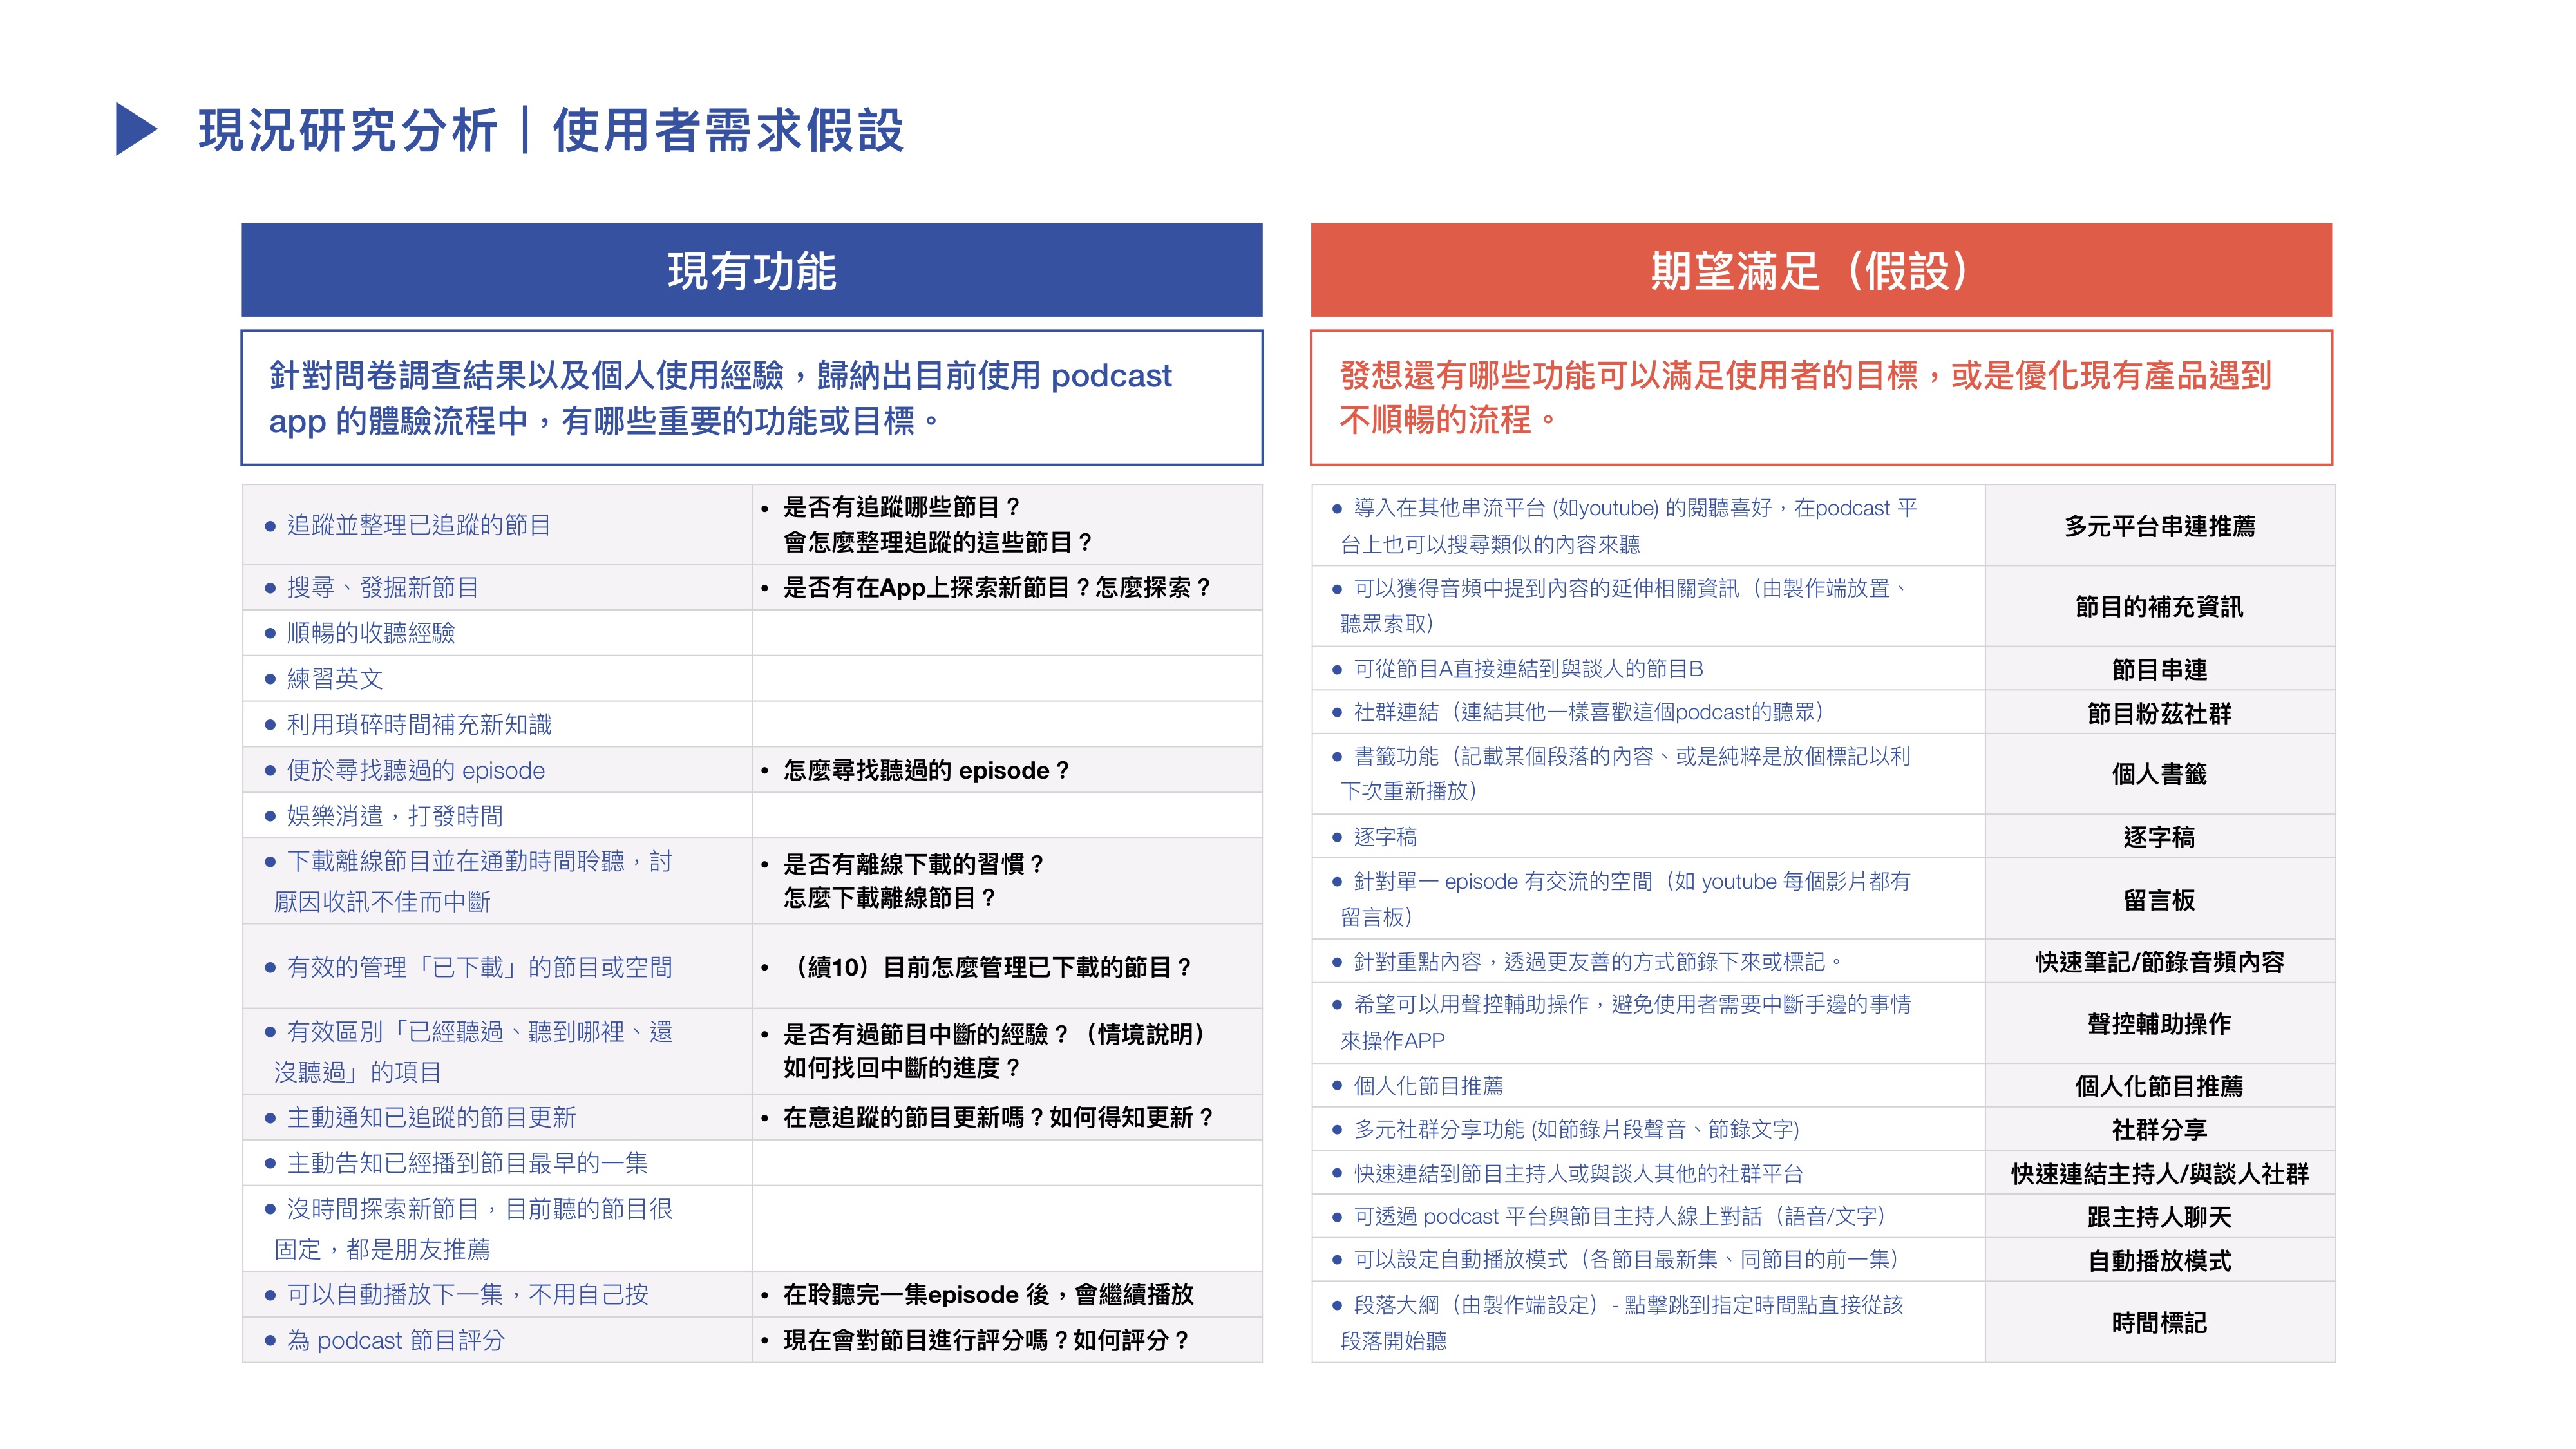 現況研究分析｜使用者需求假設
現有功能
針對問卷調查結果以及個人使用經驗，歸納出目前使用 podcast
app 的體驗流程中，有哪些重要的功能或目標。
● 追蹤並整理已追蹤的節目
• 是否有追蹤哪些節目？
會怎麼整理追蹤的這些節目？
● 搜尋、發掘新節目
• 是否有在App上探索新節目？怎麼探索？
● 順暢的收聽經驗
● 練習英文
● 利用瑣碎時間補充新知識
● 便於尋找聽過的 episode
• 怎麼尋找聽過的 episode？
● 娛樂消遣，打發時間
● 下載離線節目並在通勤時間聆聽，討
厭因收訊不佳而中斷
• 是否有離線下載的習慣？
怎麼下載離線節目？
● 有效的管理「已下載」的節目或空間
• （續10）目前怎麼管理已下載的節目？
● 有效區別「已經聽過、聽到哪裡、還
沒聽過」的項目
• 是否有過節目中斷的經驗？（情境說明）
如何找回中斷的進度？
● 主動通知已追蹤的節目更新
• 在意追蹤的節目更新嗎？如何得知更新？
● 主動告知已經播到節目最早的一集
● 沒時間探索新節目，目前聽的節目很
固定，都是朋友推薦
● 可以自動播放下一集，不用自己按
• 在聆聽完一集episode 後，會繼續播放
● 為 podcast 節目評分
• 現在會對節目進行評分嗎？如何評分？
期望滿足（假設）
發想還有哪些功能可以滿足使用者的目標，或是優化現有產品遇到
不順暢的流程。
● 導入在其他串流平台 (如youtube) 的閱聽喜好，在podcast 平
台上也可以搜尋類似的內容來聽
多元平台串連推薦
● 可以獲得音頻中提到內容的延伸相關資訊（由製作端放置、
聽眾索取）
節目的補充資訊
● 可從節目A直接連結到與談人的節目B
節目串連
● 社群連結（連結其他一樣喜歡這個podcast的聽眾）
節目粉茲社群
● 書籤功能（記載某個段落的內容、或是純粹是放個標記以利
下次重新播放）
個人書籤
● 逐字稿
逐字稿
● 針對單一 episode 有交流的空間（如 youtube 每個影片都有
留言板）
留言板
● 針對重點內容，透過更友善的方式節錄下來或標記。
快速筆記/節錄音頻內容
● 希望可以用聲控輔助操作，避免使用者需要中斷手邊的事情
來操作APP
聲控輔助操作
● 個人化節目推薦
個人化節目推薦
● 多元社群分享功能 (如節錄片段聲音、節錄文字)
社群分享
● 快速連結到節目主持人或與談人其他的社群平台
快速連結主持人/與談人社群
● 可透過 podcast 平台與節目主持人線上對話（語音/文字）
跟主持人聊天
● 可以設定自動播放模式（各節目最新集、同節目的前一集）
自動播放模式
● 段落大綱（由製作端設定）- 點擊跳到指定時間點直接從該
段落開始聽
時間標記